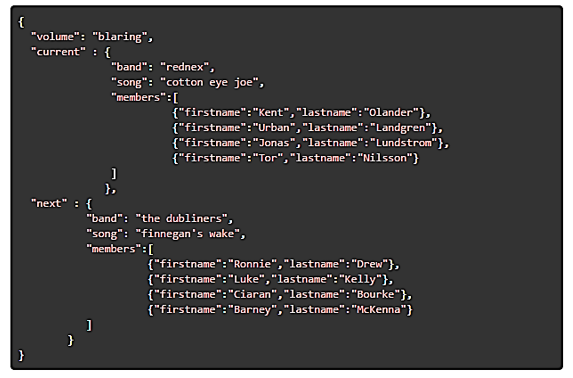 {
  "volume": "blaring",
  "current" : {
               "band": "rednex",
               "song": "cotton eye joe",
               "members":[
                         {"firstname":"Kent","lastname":"Olander"},
                         {"firstname":"Urban","lastname":"Landgren"},
                         {"firstname":"Jonas","lastname":"Lundstrom"},
                         {"firstname":"Tor","lastname":"Nilsson"}
               ]
              },
  "next" : {
           "band": "the dubliners",
           "song": "finnegan's wake",
           "members":[
                     {"firstname":"Ronnie","lastname":"Drew"},
                     {"firstname":"Luke","lastname":"Kelly"},
                     {"firstname":"Ciaran","lastname":"Bourke"},
                     {"firstname":"Barney","lastname":"McKenna"}
           ]
        }
}